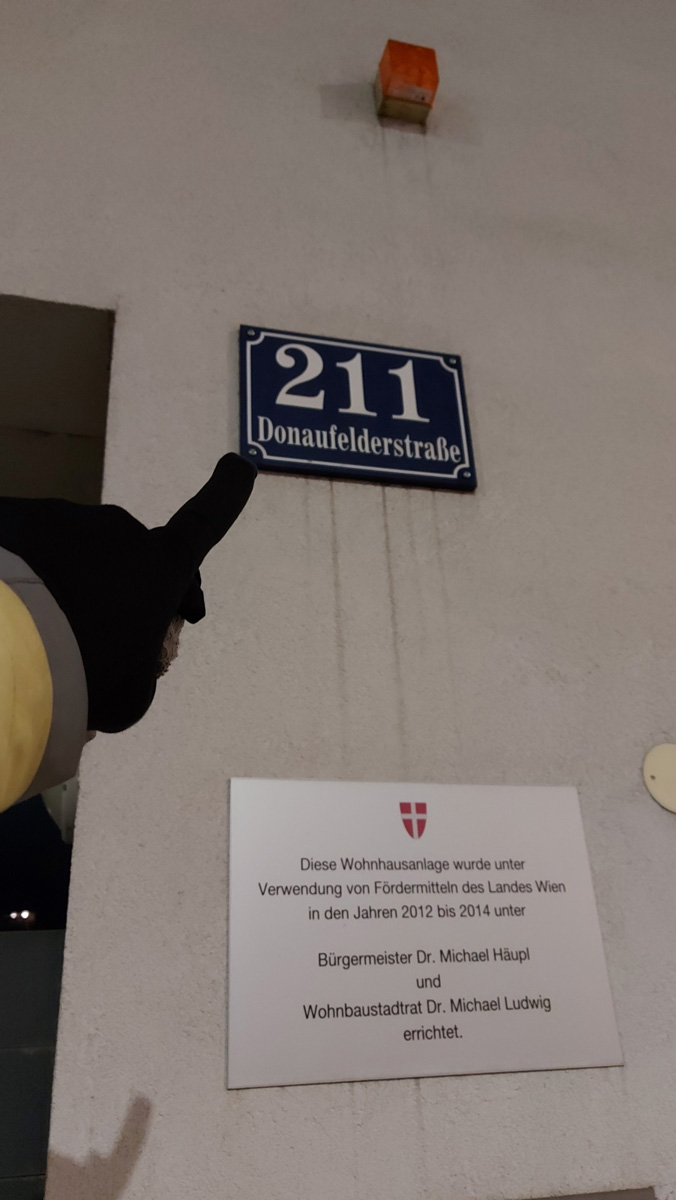 211
Donaufelderstraße
Diese Wohnhausanlage wurde unter
Verwendung von Fördermitteln des Landes Wien
in den Jahren 2012 bis 2014 unter
Bürgermeister Dr. Michael Häupl
und
Wohnbaustadtrat Dr. Michael Ludwig
errichtet.